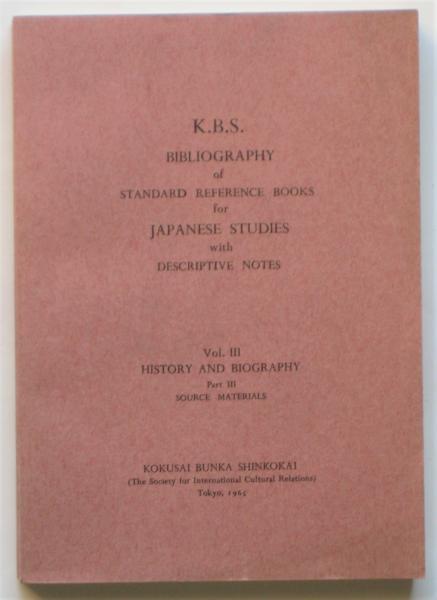 K.B.S.
BIBLIOGRAPHY
of
STANDARD REFERENCE BOOKS
for
JAPANESE STUDIES
with
DESCRIPTIVE NOTES
Vol. III
HISTORY AND BIOGRAPHY
Part III
SOURCE MATERIALS
KOKUSAI BUNKA SHINKOKAI
(The Society for International Cultural Relations)
Tokyo, 1965